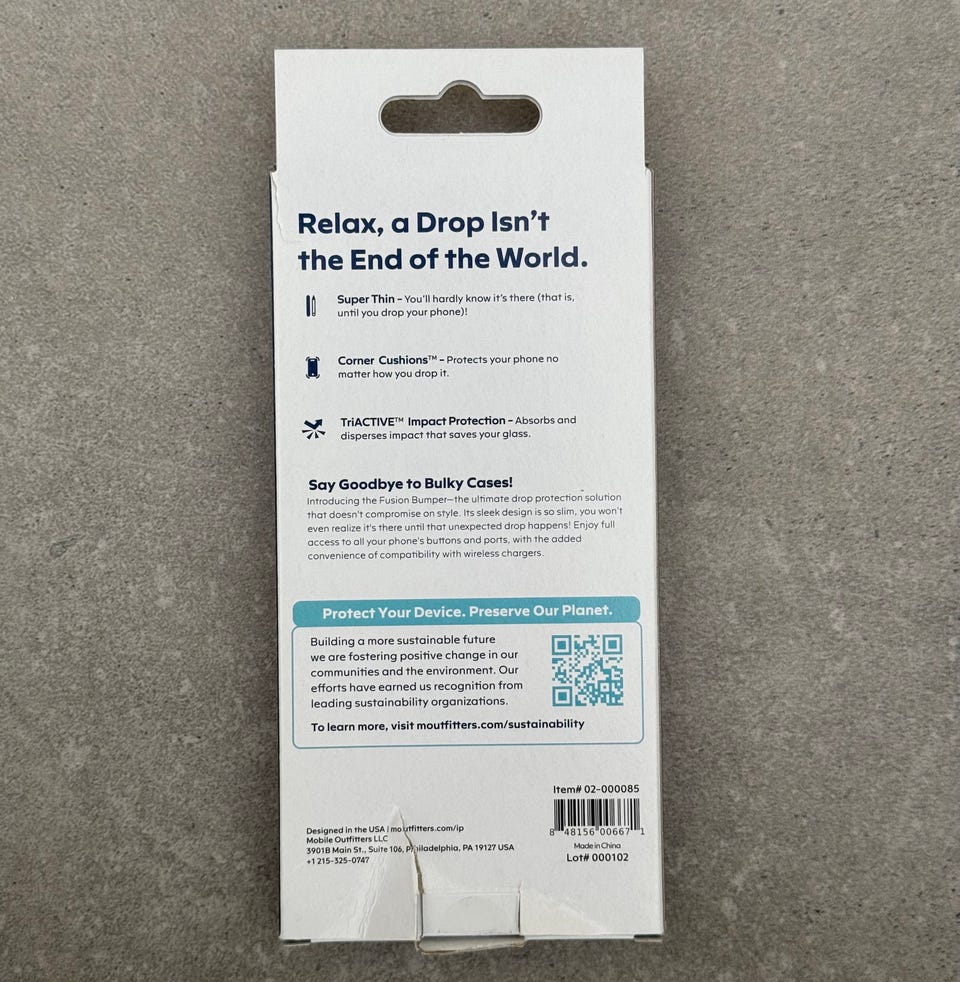 Relax, a Drop Isn't
the End of the World.
Super Thin – You'll hardly know it's there (that is,
until you drop your phone)!
Corner Cushions™ – Protects your phone no
matter how you drop it.
TriACTIVE™ Impact Protection – Absorbs and
disperses impact that saves your glass.
Say Goodbye to Bulky Cases!
Introducing the Fusion Bumper—the ultimate drop protection solution
that doesn't compromise on style. Its sleek design is so slim, you won't
even realize it's there until that unexpected drop happens! Enjoy full
access to all your phone's buttons and ports, with the added
convenience of compatibility with wireless chargers.
Protect Your Device. Preserve Our Planet.
Building a more sustainable future
we are fostering positive change in our
communities and the environment. Our
efforts have earned us recognition from
leading sustainability organizations.
To learn more, visit moutfitters.com/sustainability
Item# 02-000085
8 48156 00667 1
Made in China
Lot# 000102
Designed in the USA | moutfitters.com/ip
Mobile Outfitters LLC
3901B Main St., Suite 106, Philadelphia, PA 19127 USA
+1 215-325-0747